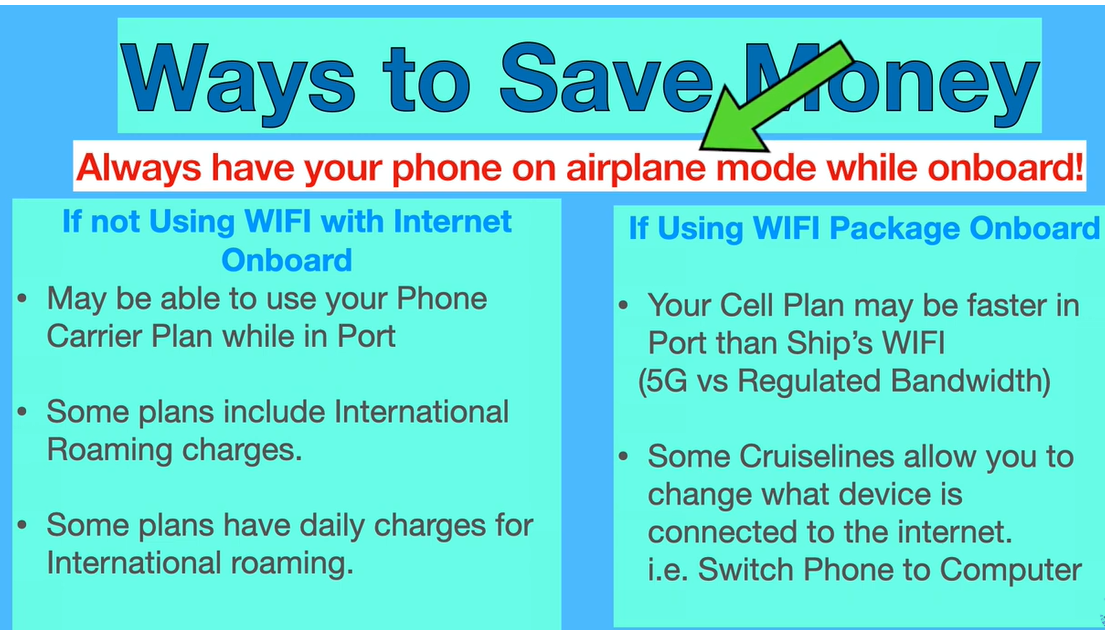 Ways to Save Money
Always have your phone on airplane mode while onboard!
If not Using WIFI with Internet
Onboard
• May be able to use your Phone
Carrier Plan while in Port
• Some plans include International
Roaming charges.
• Some plans have daily charges for
International roaming.
If Using WIFI Package Onboard
• Your Cell Plan may be faster in
Port than Ship’s WIFI
(5G vs Regulated Bandwidth)
• Some Cruiselines allow you to
change what device is
connected to the internet.
i.e. Switch Phone to Computer